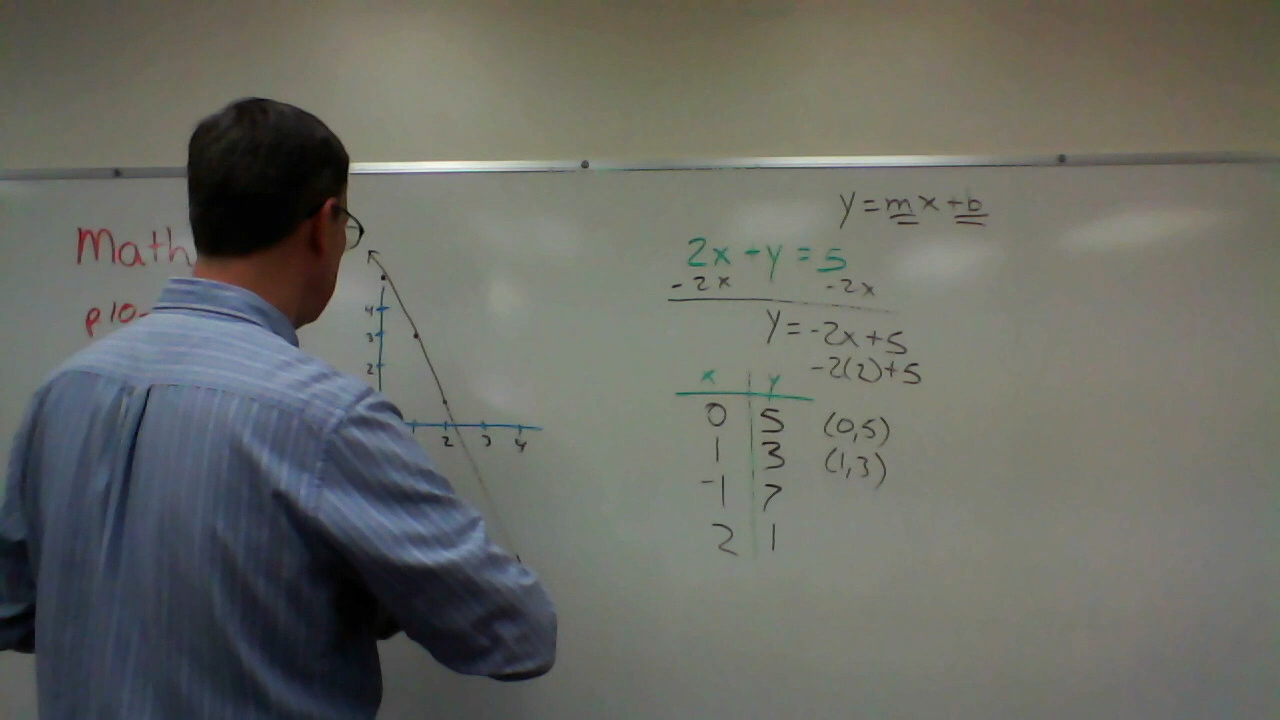 Math
4
3
2
2 3 4
y=mx+b
2x -y = 5
-2x -2x
y=-2x+5
-2(2)+5
x y
0 5 (0,5)
1 3 (1,3)
-1 7
2 1